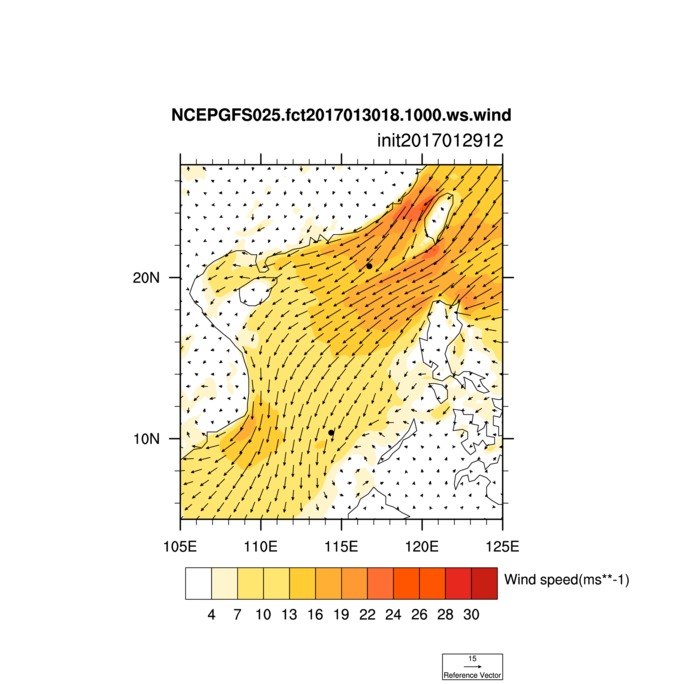 NCEPGFS025.fct2017013018.1000.ws.wind
init2017012912
20N
10N
105E 110E 115E 120E 125E
Wind speed(ms**-1)
4 7 10 13 16 19 22 24 26 28 30
15
Reference Vector